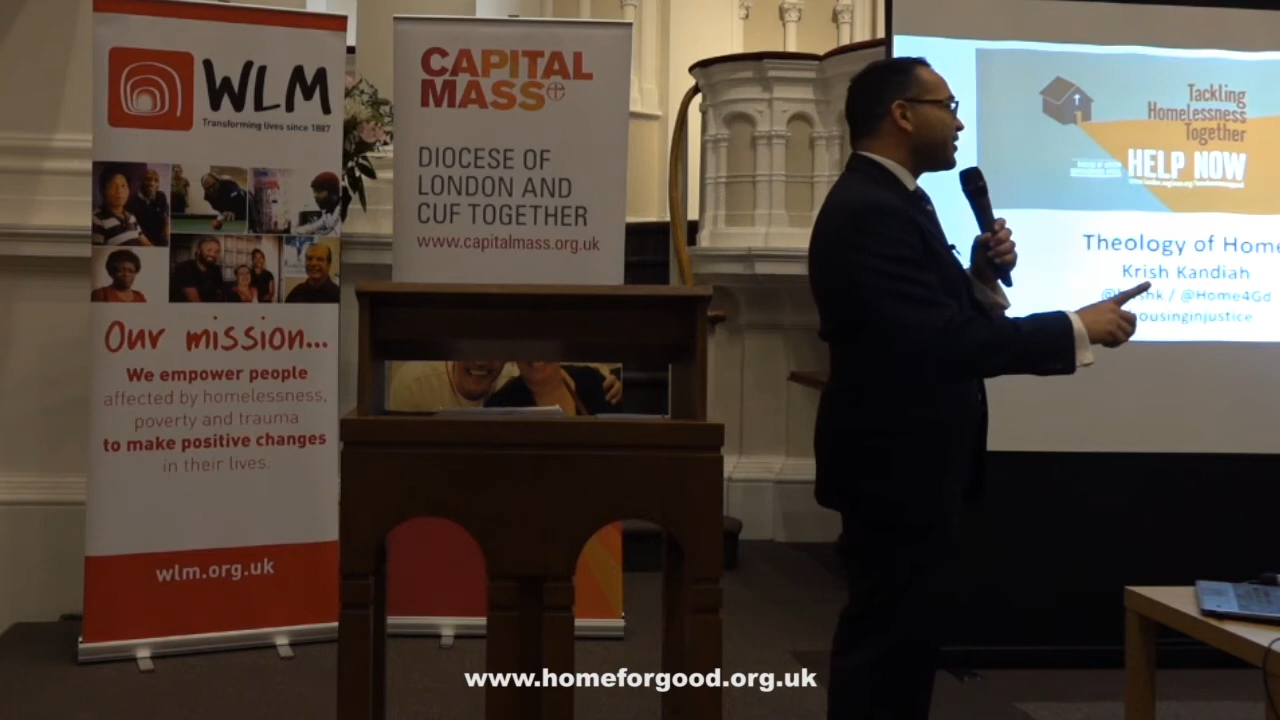 WLM
Transforming lives since 1887
Our mission...
We empower people
affected by homelessness,
poverty and trauma
to make positive changes
in their lives.
wlm.org.uk
CAPITAL
MASS
DIOCESE OF
LONDON AND
CUF TOGETHER
www.capitalmass.org.uk
Tackling
Homelessness
Together
HELP NOW
Theology of Home
Krish Kandiah
/ @Home4Gd
housinginjustice
www.homeforgood.org.uk